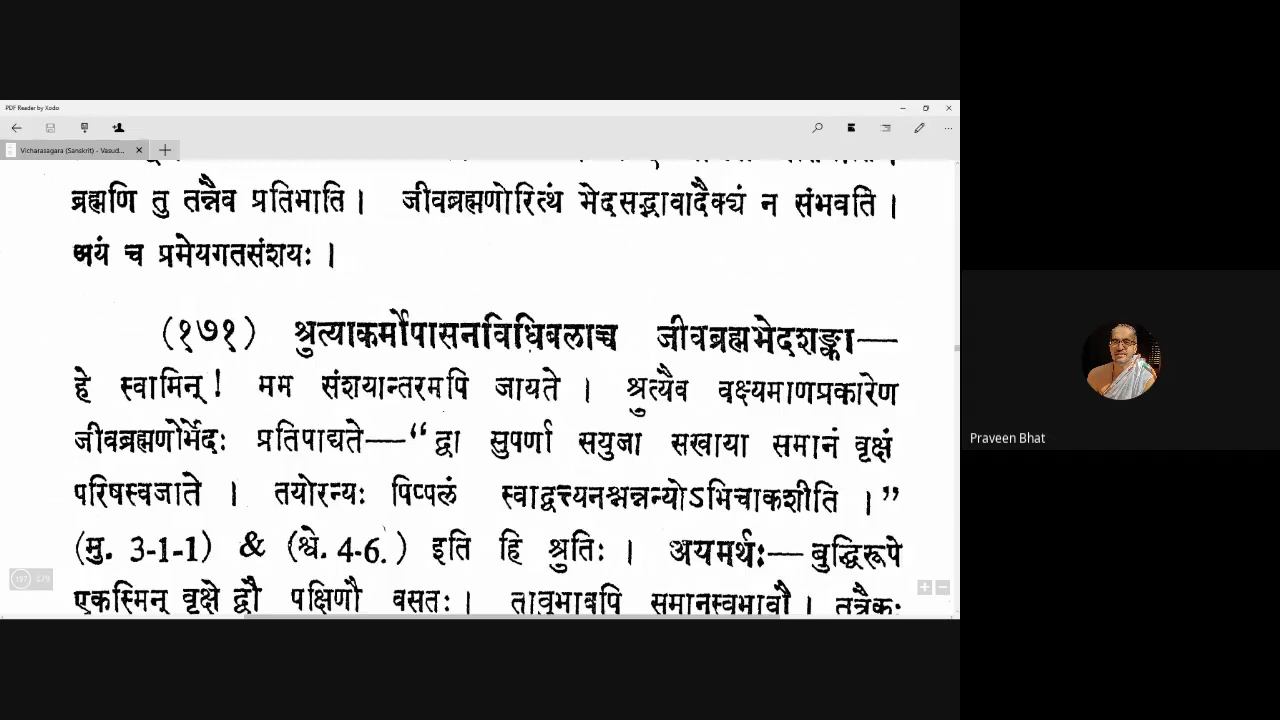 PDF Reader by Xodo
Vicharasagara (Sanskrit) - Vasud...
ब्रह्मणि तु तन्नैव प्रतिभाति । जीवब्रह्मणोरित्थं भेदसद्भावादैक्यं न संभवति ।
अयं च प्रमेयगतसंशयः ।
(१७१) श्रुत्याकर्मोपासनविधिबलाच्च जीवब्रह्मभेदशङ्का—
हे स्वामिन् ! मम संशयान्तरमपि जायते । श्रुत्यैव वक्ष्यमाणप्रकारेण
जीवब्रह्मणोर्भेदः प्रतिपाद्यते—“द्वा सुपर्णा सयुजा सखाया समानं वृक्षं
परिषस्वजाते । तयोरन्यः पिप्पलं स्वाद्वत्त्यनश्नन्नन्योऽभिचाकशीति ।”
(मु. 3-1-1) & (श्वे. 4-6.) इति हि श्रुतिः । अयमर्थः—बुद्धिरूपे
एकस्मिन् वृक्षे द्वौ पक्षिणौ वसतः । तावुभावपि समानस्वभावौ । तत्रैकः
Praveen Bhat